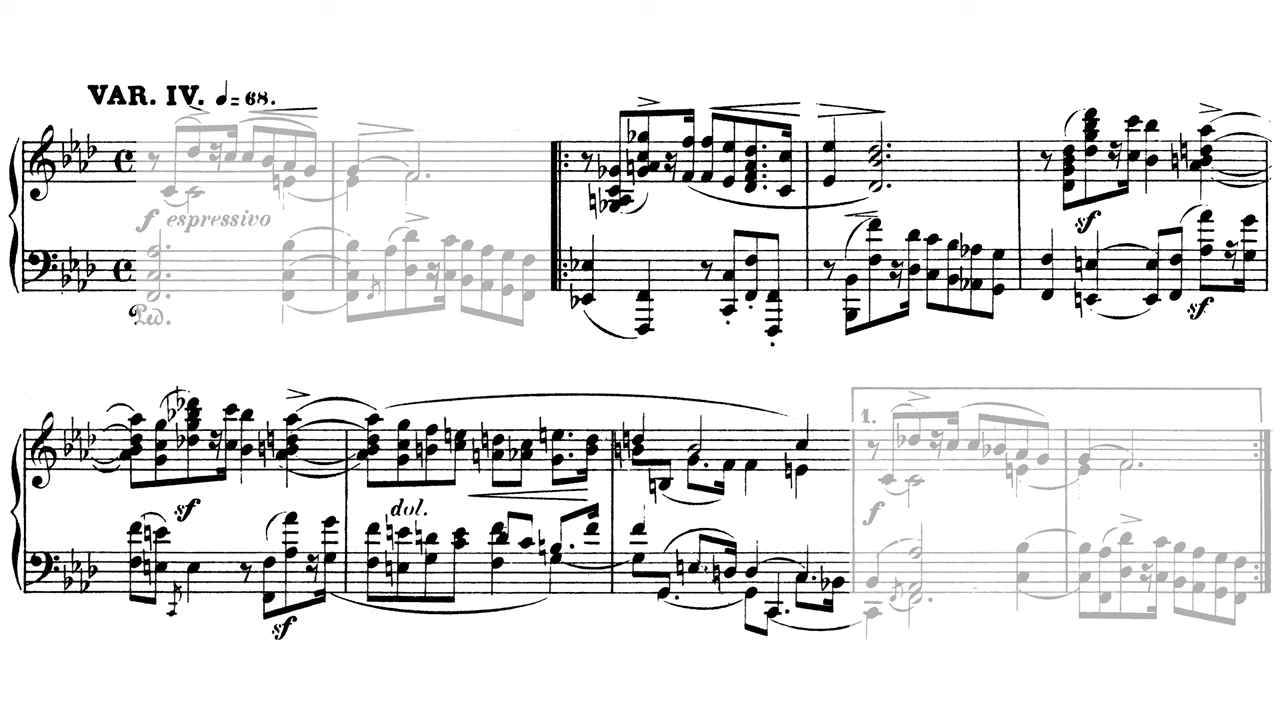 VAR. IV. ♩=68.
f espressivo
sf
Ped.
sf
1.
sf
dol.
f
sf